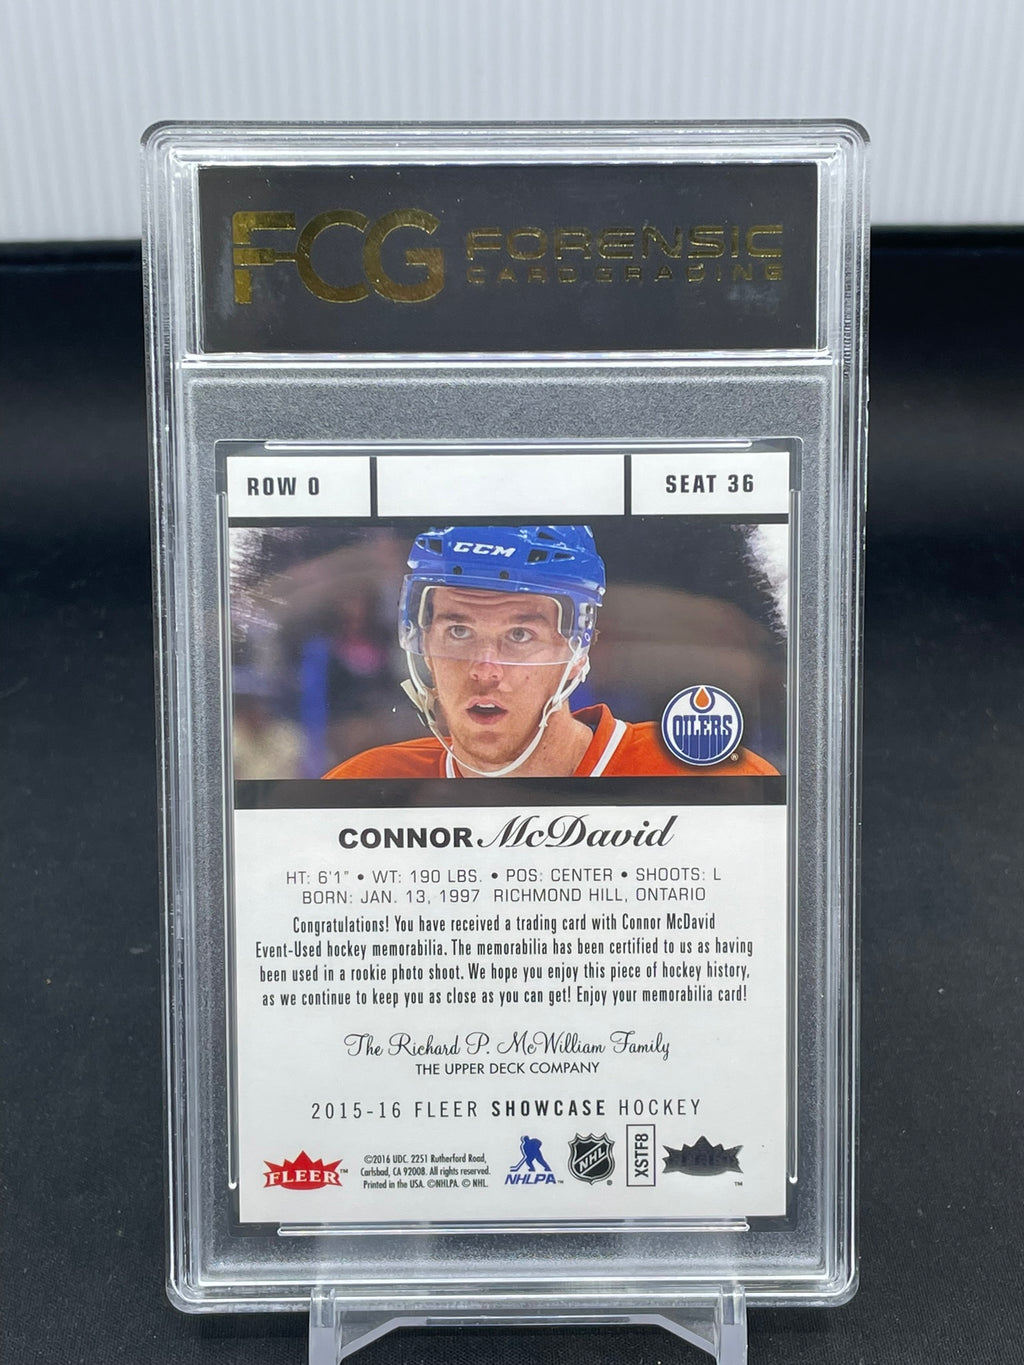 FCG FORENSIC
CARD GRADING
ROW 0
SEAT 36
CCM
OILERS
®
CONNOR McDavid
HT: 6'1" • WT: 190 LBS. • POS: CENTER • SHOOTS: L
BORN: JAN. 13, 1997 RICHMOND HILL, ONTARIO
Congratulations! You have received a trading card with Connor McDavid
Event-Used hockey memorabilia. The memorabilia has been certified to us as having
been used in a rookie photo shoot. We hope you enjoy this piece of hockey history,
as we continue to keep you as close as you can get! Enjoy your memorabilia card!
The Richard P. McWilliam Family
THE UPPER DECK COMPANY
2015-16 FLEER SHOWCASE HOCKEY
FLEER™
©2016 UDC. 2251 Rutherford Road,
Carlsbad, CA 92008. All rights reserved.
Printed in the USA. ©NHLPA. © NHL.
NHLPA™
NHL®
XSTF8
FLEER™